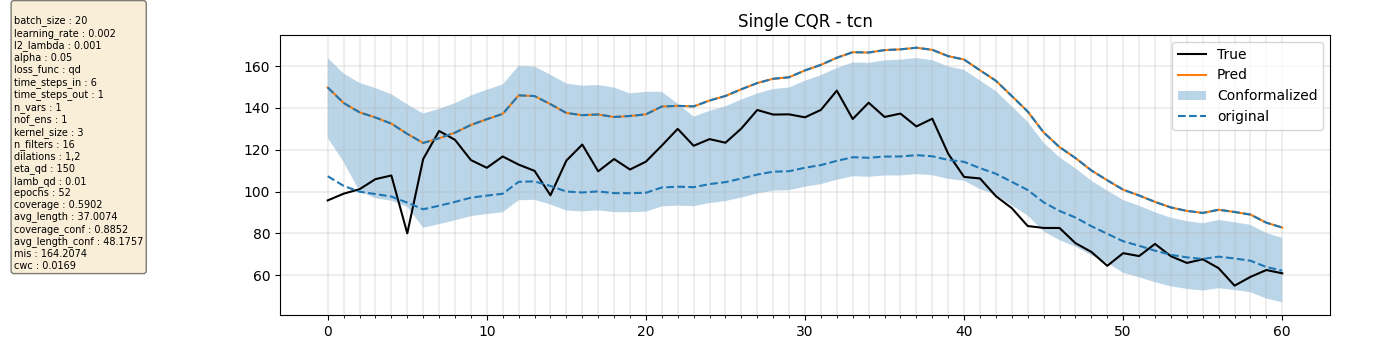 batch_size : 20
learning_rate : 0.002
l2_lambda : 0.001
alpha : 0.05
loss_func : qd
time_steps_in : 6
time_steps_out : 1
n_vars : 1
nof_ens : 1
kernel_size : 3
n_filters : 16
dilations : 1,2
eta_qd : 150
lamb_qd : 0.01
epochs : 52
coverage : 0.5902
avg_length : 37.0074
coverage_conf : 0.8852
avg_length_conf : 48.1757
mis : 164.2074
cwc : 0.0169
Single CQR - tcn
160
140
120
100
80
60
0 10 20 30 40 50 60
True
Pred
Conformalized
original